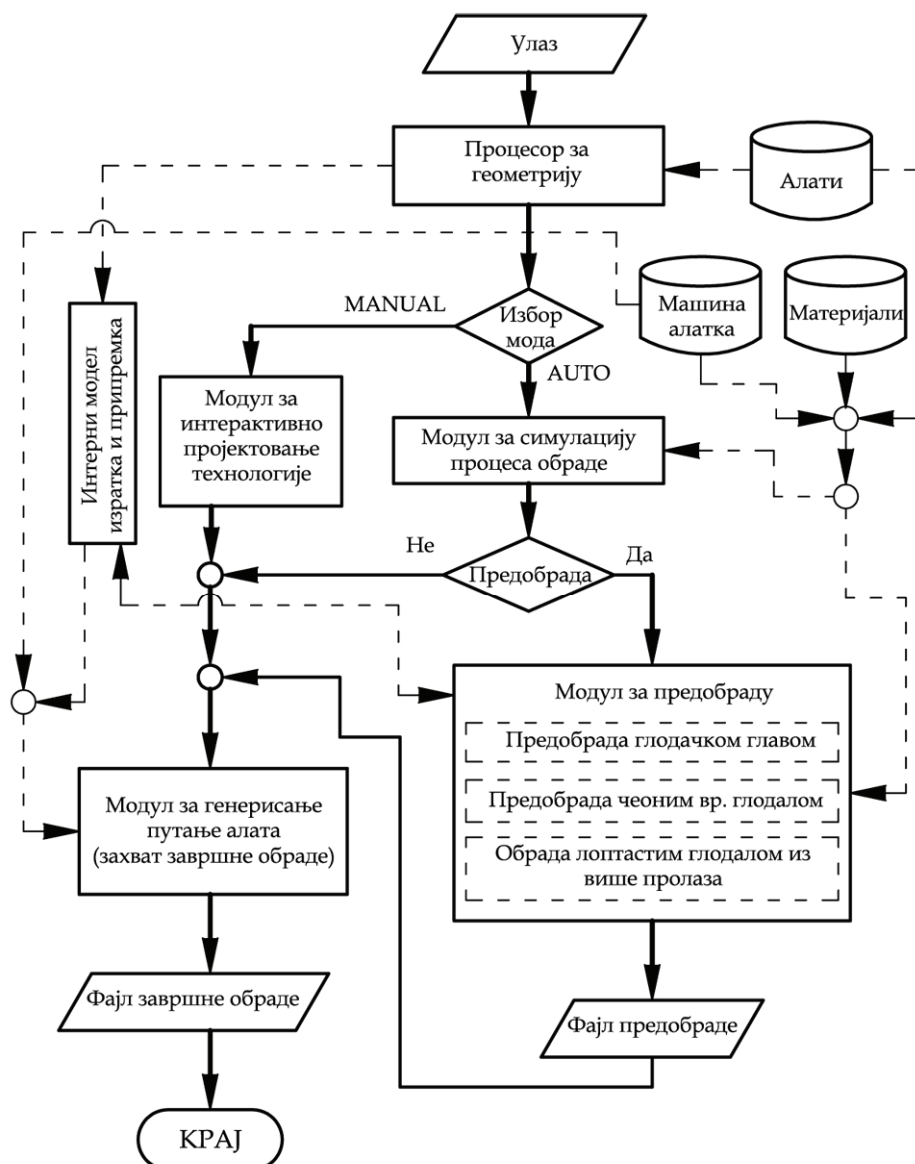 Улаз
Процесор за
геометрију
Алати
Машина
алатка
Материјали
MANUAL
Избор
мода
AUTO
Интерни модел
изратка и припремка
Модул за
интерактивно
пројектовање
технологије
Модул за симулацију
процеса обраде
Не
Предобрада
Да
Модул за предобраду
Предобрада глодачком главом
Предобрада чеоним вр. глодалом
Обрада лоптастим глодалом из
више пролаза
Модул за генерисање
путање алата
(захват завршне обраде)
Фајл завршне обраде
Фајл предобраде
КРАЈ